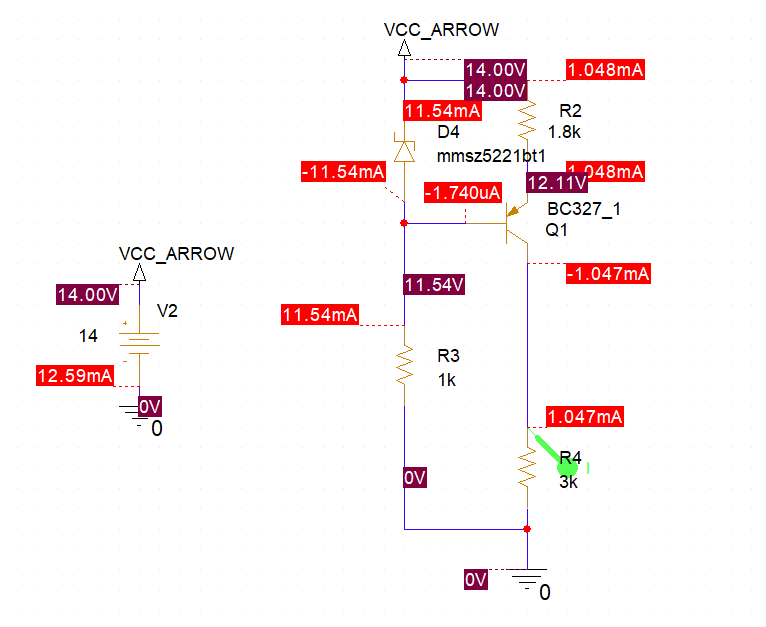 VCC_ARROW
14.00V
1.048mA
14.00V
11.54mA
R2
D4
1.8k
mmsz5221bt1
-11.54mA
1.048mA
12.11V
-1.740uA
BC327_1
Q1
VCC_ARROW
-1.047mA
14.00V
11.54V
V2
11.54mA
+
14
R3
-
1k
12.59mA
0V
1.047mA
0
R4
I
0V
3k
0V
0